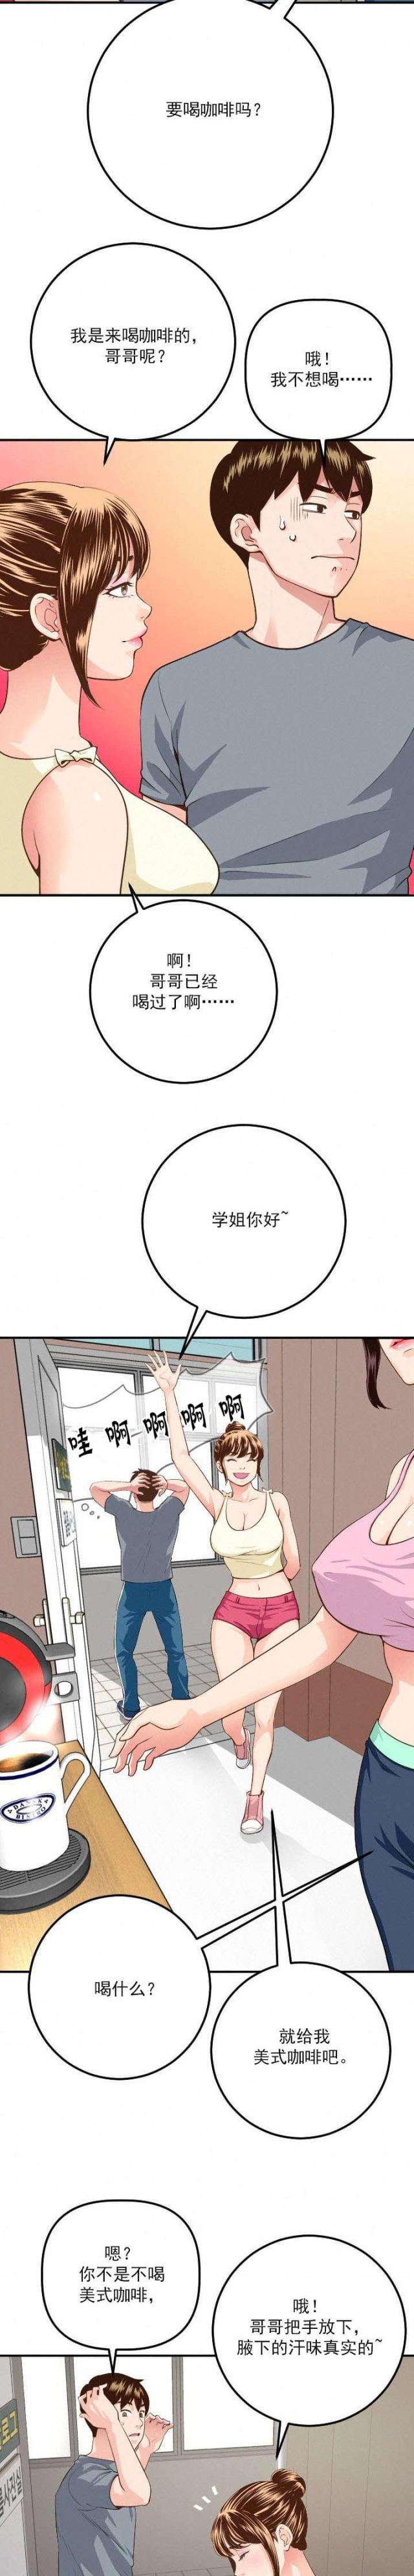 要喝咖啡吗？
我是来喝咖啡的，
哥哥呢？
哦！
我不想喝……
啊！
哥哥已经
喝过了啊……
学姐你好~
哇啊啊啊啊
喝什么？
就给我
美式咖啡吧。
嗯？
你不是不喝
美式咖啡，
哦！
哥哥把手放下，
腋下的汗味真实的~